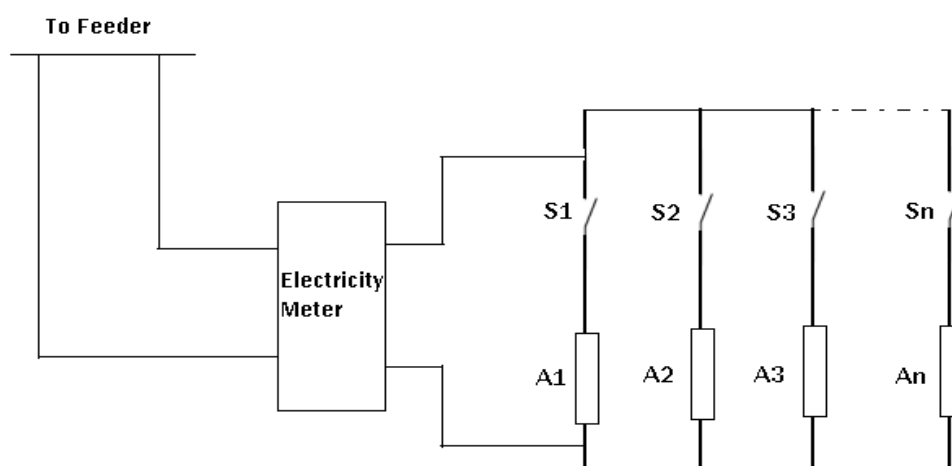 To Feeder
S1 S2 S3 Sn
Electricity
Meter
A1 A2 A3 An